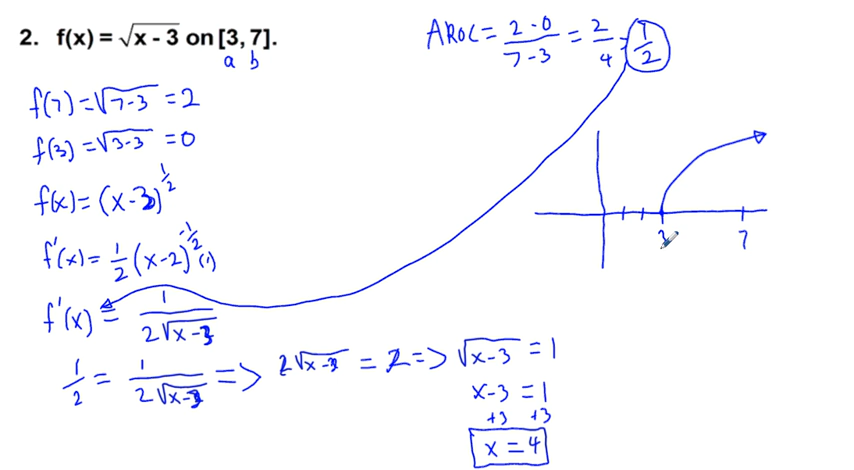 2. f(x) = √x - 3 on [3, 7].
a b
AROC = 2-0/7-3 = 2/4 = 1/2
f(7) = √7-3 = 2
f(3) = √3-3 = 0
f(x) = (x-3)^1/2
f'(x) = 1/2 (x-2)^-1/2 (1)
f'(x) = 1/2√x-3
1/2 = 1/2√x-3 => 2√x-3 = 2 => √x-3 = 1
x-3 = 1
+3 +3
x = 4
3 7